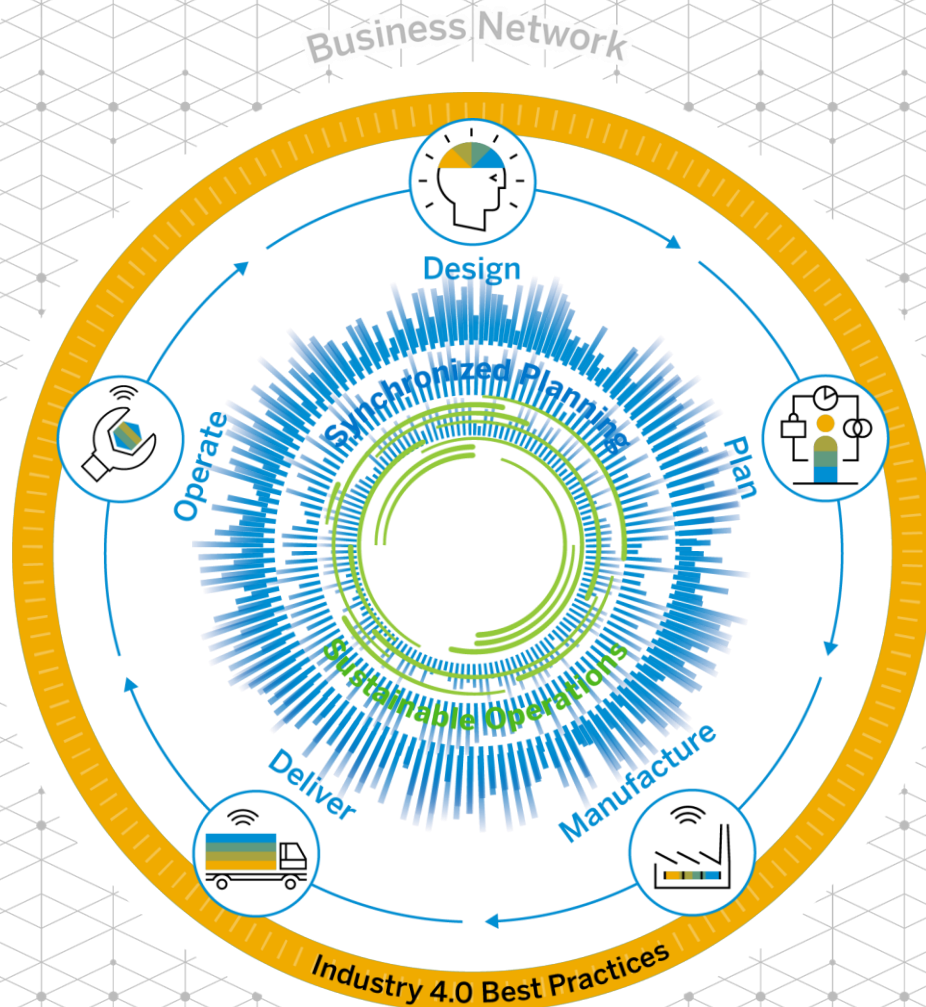 Business Network
Design
Synchronized Planning
Plan
Operate
Sustainable Operations
Manufacture
Deliver
Industry 4.0 Best Practices